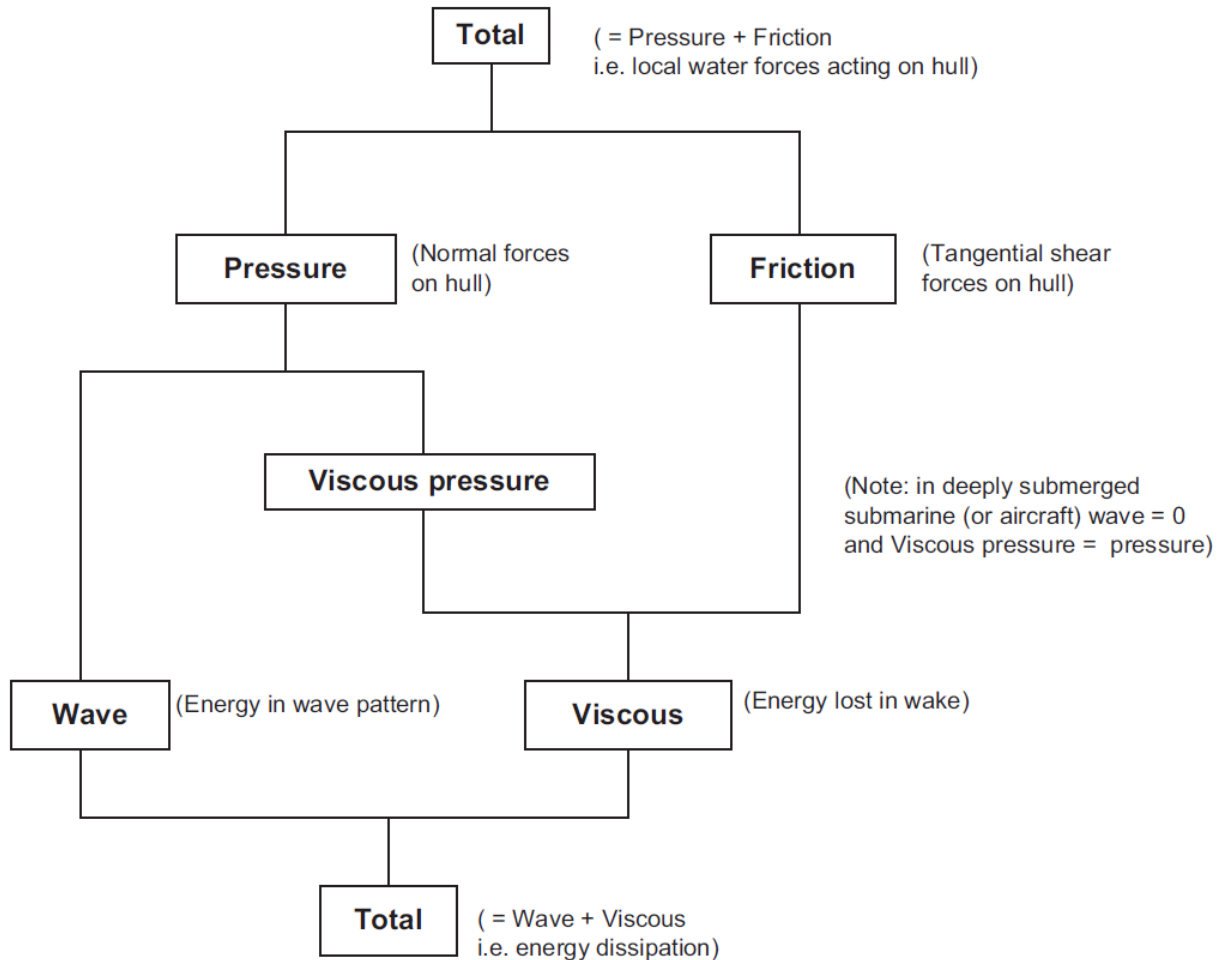 Total
( = Pressure + Friction
i.e. local water forces acting on hull)
Pressure
(Normal forces
on hull)
Friction
(Tangential shear
forces on hull)
Viscous pressure
(Note: in deeply submerged
submarine (or aircraft) wave = 0
and Viscous pressure = pressure)
Wave
(Energy in wave pattern)
Viscous
(Energy lost in wake)
Total
( = Wave + Viscous
i.e. energy dissipation)